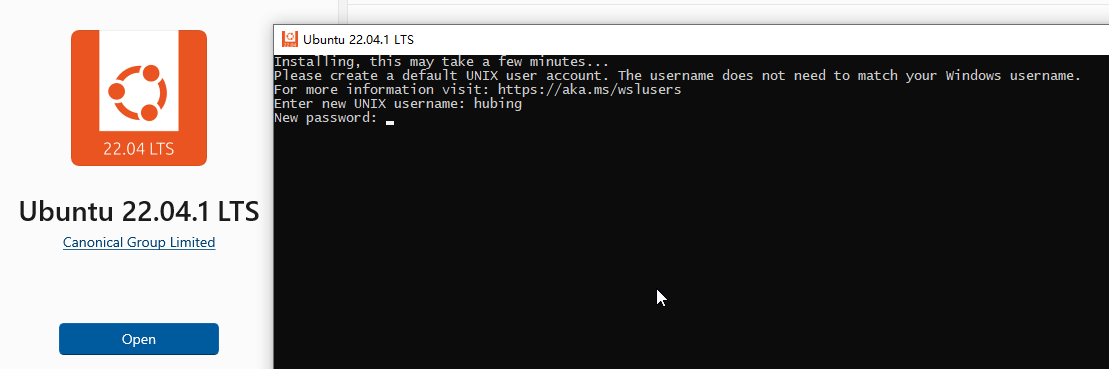 22.04 LTS
Ubuntu 22.04.1 LTS
Canonical Group Limited
Open
Ubuntu 22.04.1 LTS
Installing, this may take a few minutes...
Please create a default UNIX user account. The username does not need to match your Windows username.
For more information visit: https://aka.ms/wslusers
Enter new UNIX username: hubing
New password: